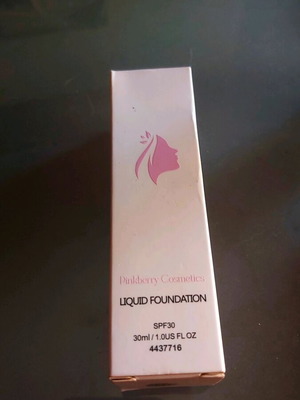 Pinkberry Cosmetics
LIQUID FOUNDATION
SPF30
30ml / 1.0US FL OZ
4437716